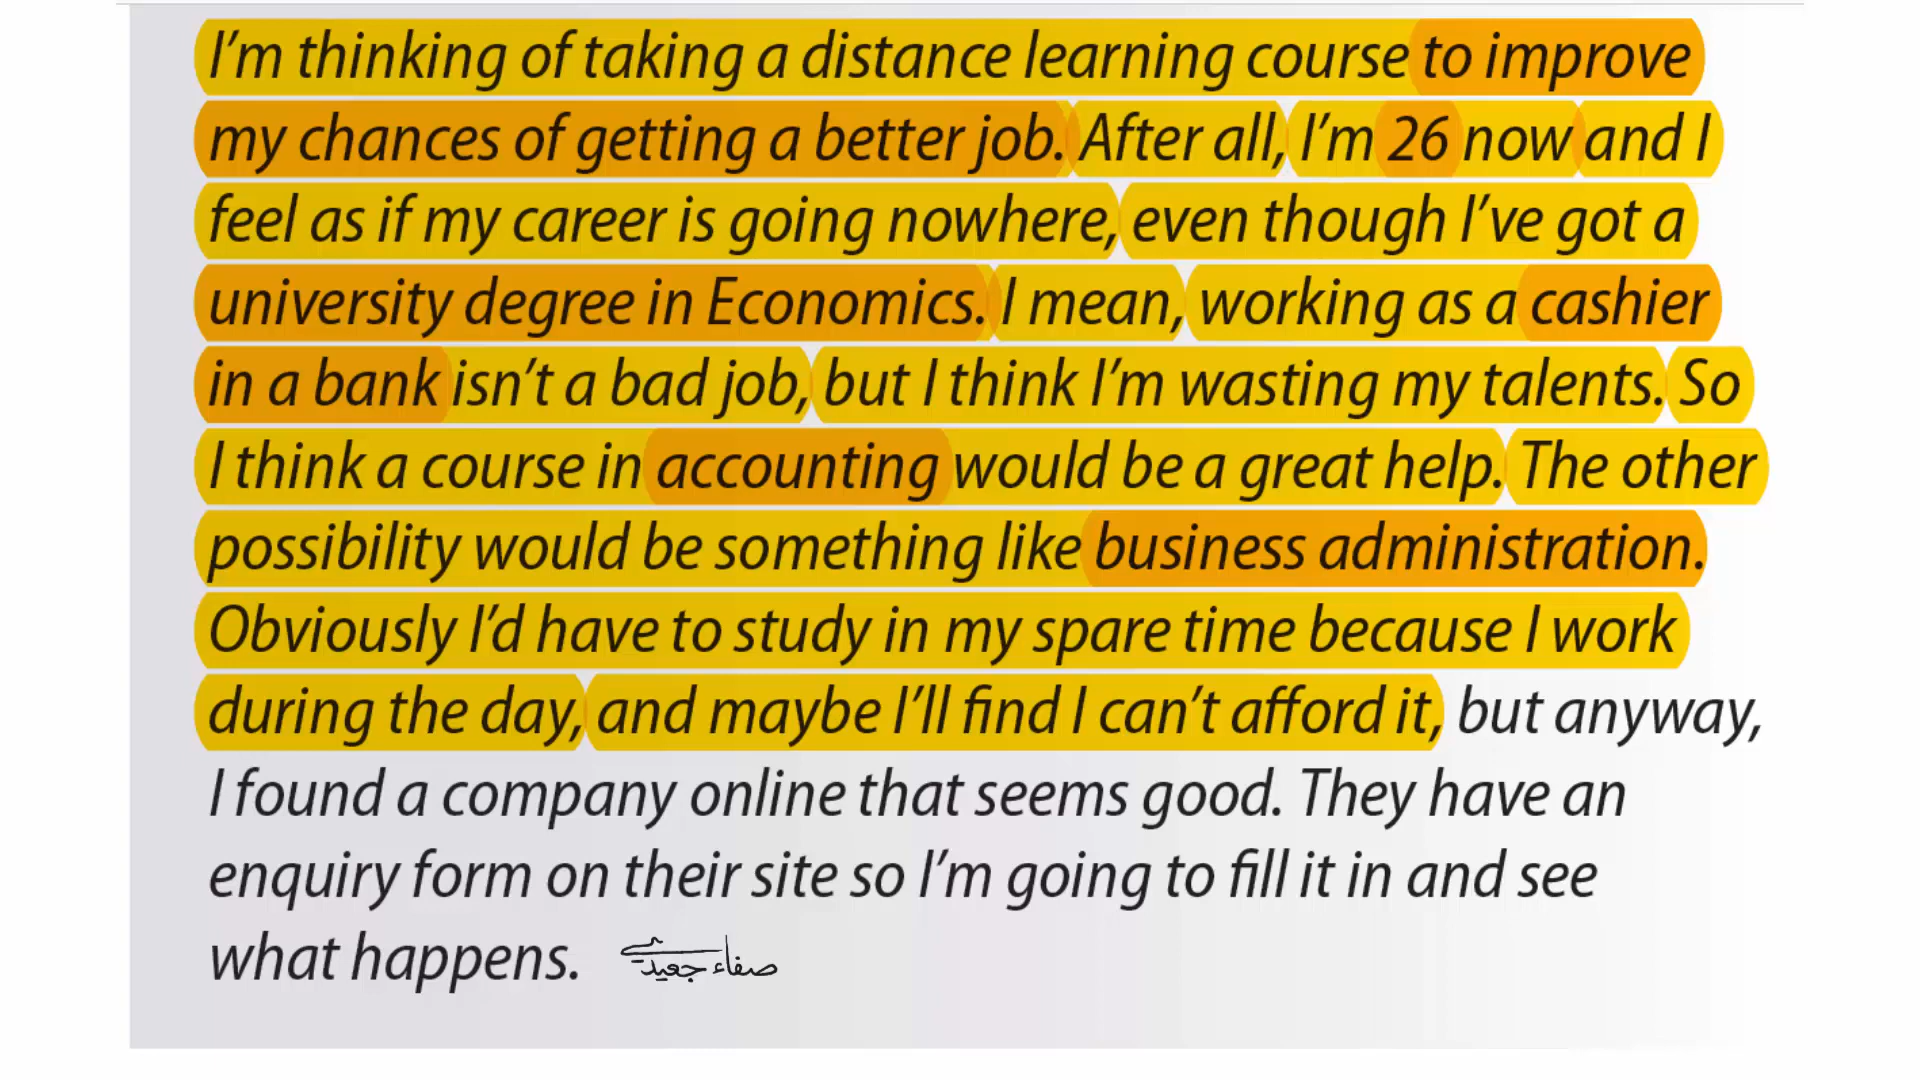 I'm thinking of taking a distance learning course to improve
my chances of getting a better job. After all, I'm 26 now and I
feel as if my career is going nowhere, even though I've got a
university degree in Economics. I mean, working as a cashier
in a bank isn't a bad job, but I think I'm wasting my talents. So
I think a course in accounting would be a great help. The other
possibility would be something like business administration.
Obviously I'd have to study in my spare time because I work
during the day, and maybe I'll find I can't afford it, but anyway,
I found a company online that seems good. They have an
enquiry form on their site so I'm going to fill it in and see
what happens.
صفاء جعيدي